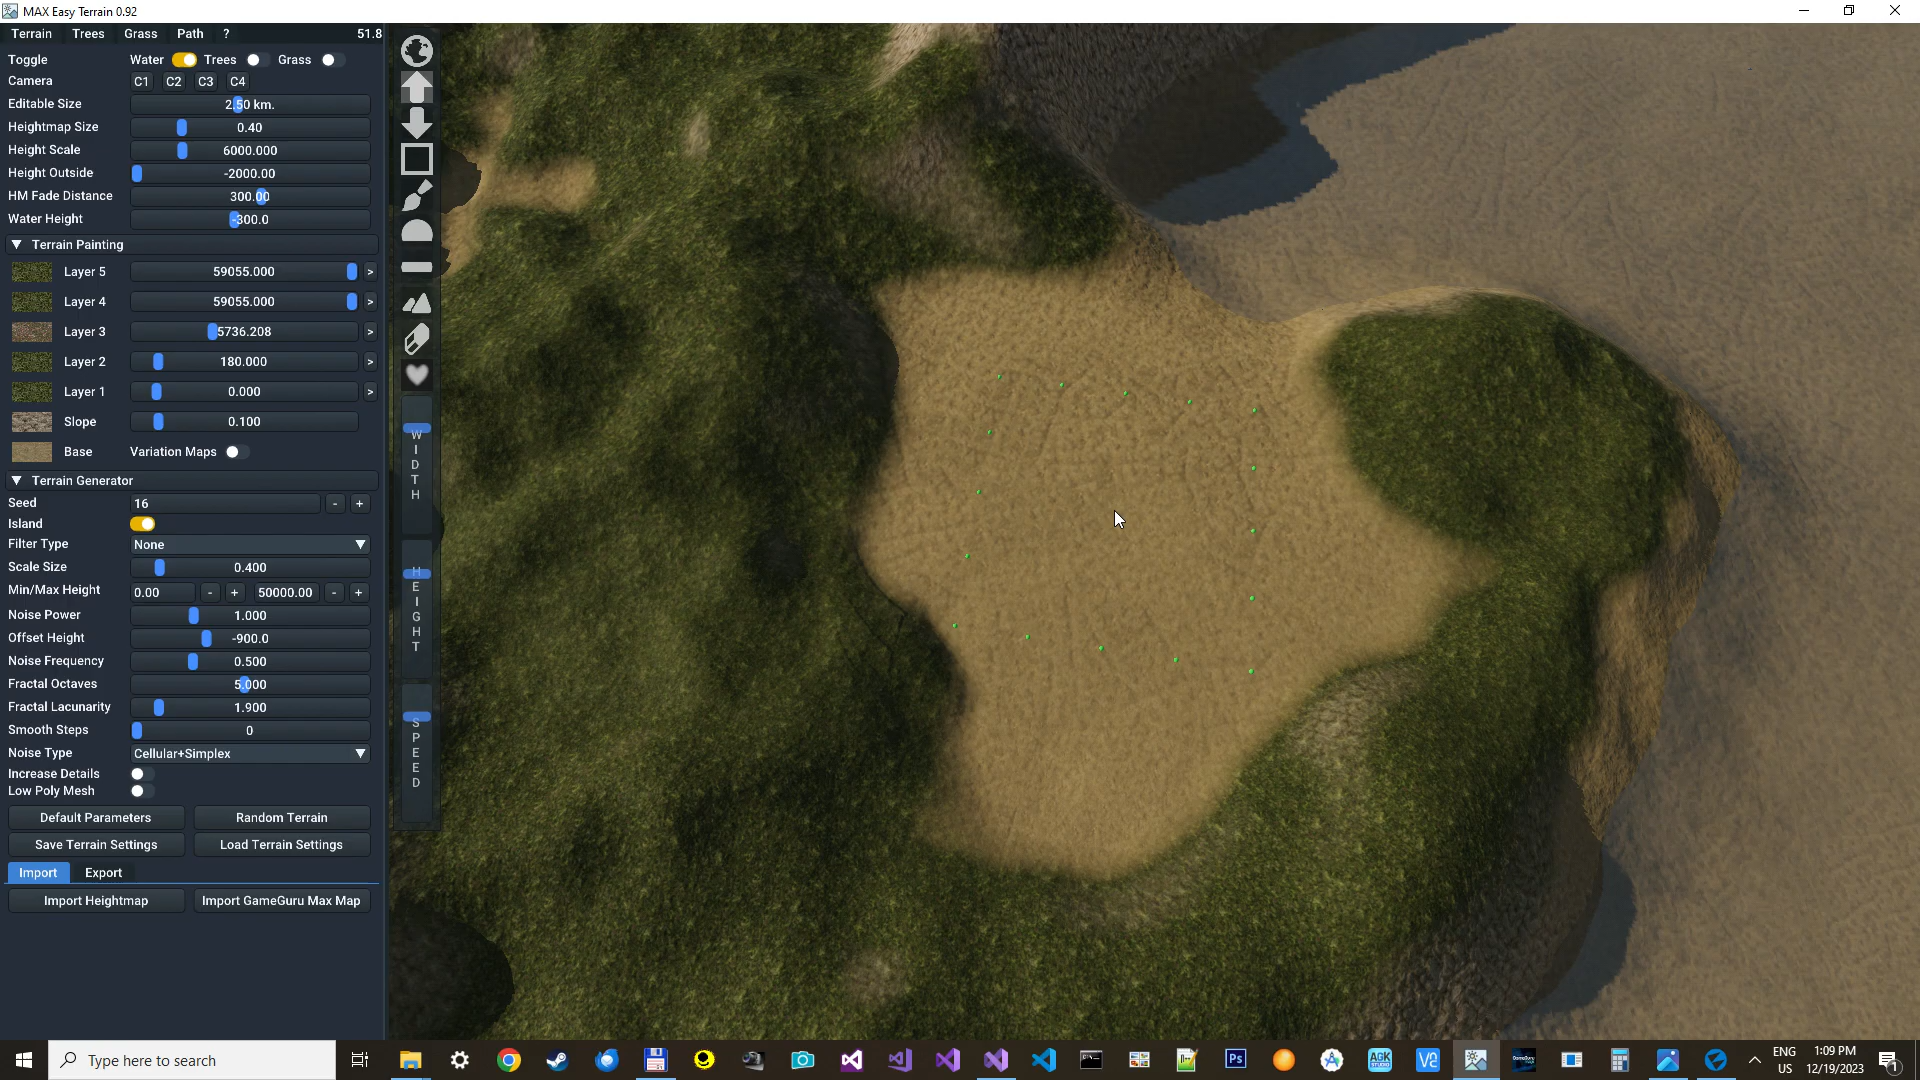 MAX Easy Terrain 0.92
Terrain Trees Grass Path ? 51.8
Toggle Water Trees Grass
Camera C1 C2 C3 C4
Editable Size 2.50 km.
Heightmap Size 0.40
Height Scale 6000.000
Height Outside -2000.00
HM Fade Distance 300.00
Water Height -300.0
Terrain Painting
Layer 5 59055.000 >
Layer 4 59055.000 >
Layer 3 5736.208 >
Layer 2 180.000 >
Layer 1 0.000 >
Slope 0.100
Base Variation Maps
Terrain Generator
Seed 16 - +
Island
Filter Type None
Scale Size 0.400
Min/Max Height 0.00 - + 50000.00 - +
Noise Power 1.000
Offset Height -900.0
Noise Frequency 0.500
Fractal Octaves 5.000
Fractal Lacunarity 1.900
Smooth Steps 0
Noise Type Cellular+Simplex
Increase Details
Low Poly Mesh
Default Parameters Random Terrain
Save Terrain Settings Load Terrain Settings
Import Export
Import Heightmap Import GameGuru Max Map
WIDTH
HEIGHT
SPEED
Type here to search
Ps
AGK
ENG
US
1:09 PM
12/19/2023
1